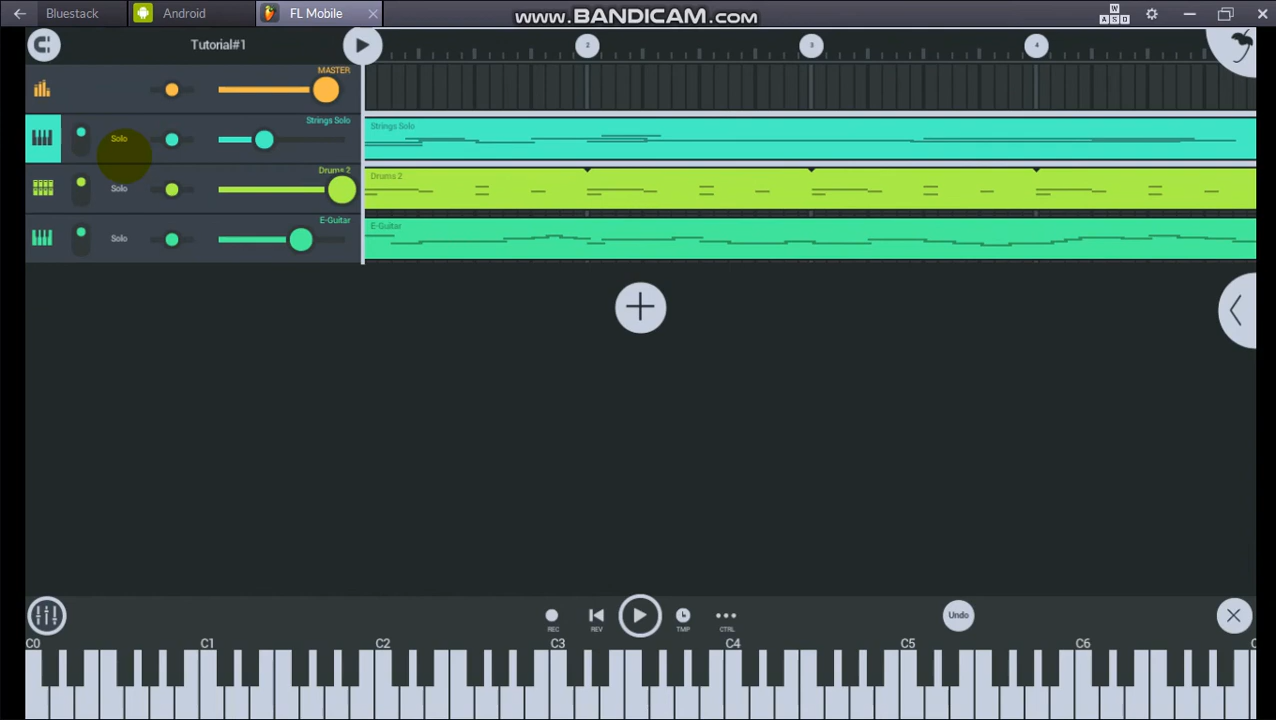 Bluestack
Android
FL Mobile
www.BANDICAM.com
W
A S D
Tutorial#1
2
3
4
MASTER
Strings Solo
Solo
Strings Solo
Drums 2
Solo
Drums 2
E-Guitar
Solo
E-Guitar
REC
REV
TMP
CTRL
Undo
C0
C1
C2
C3
C4
C5
C6
C